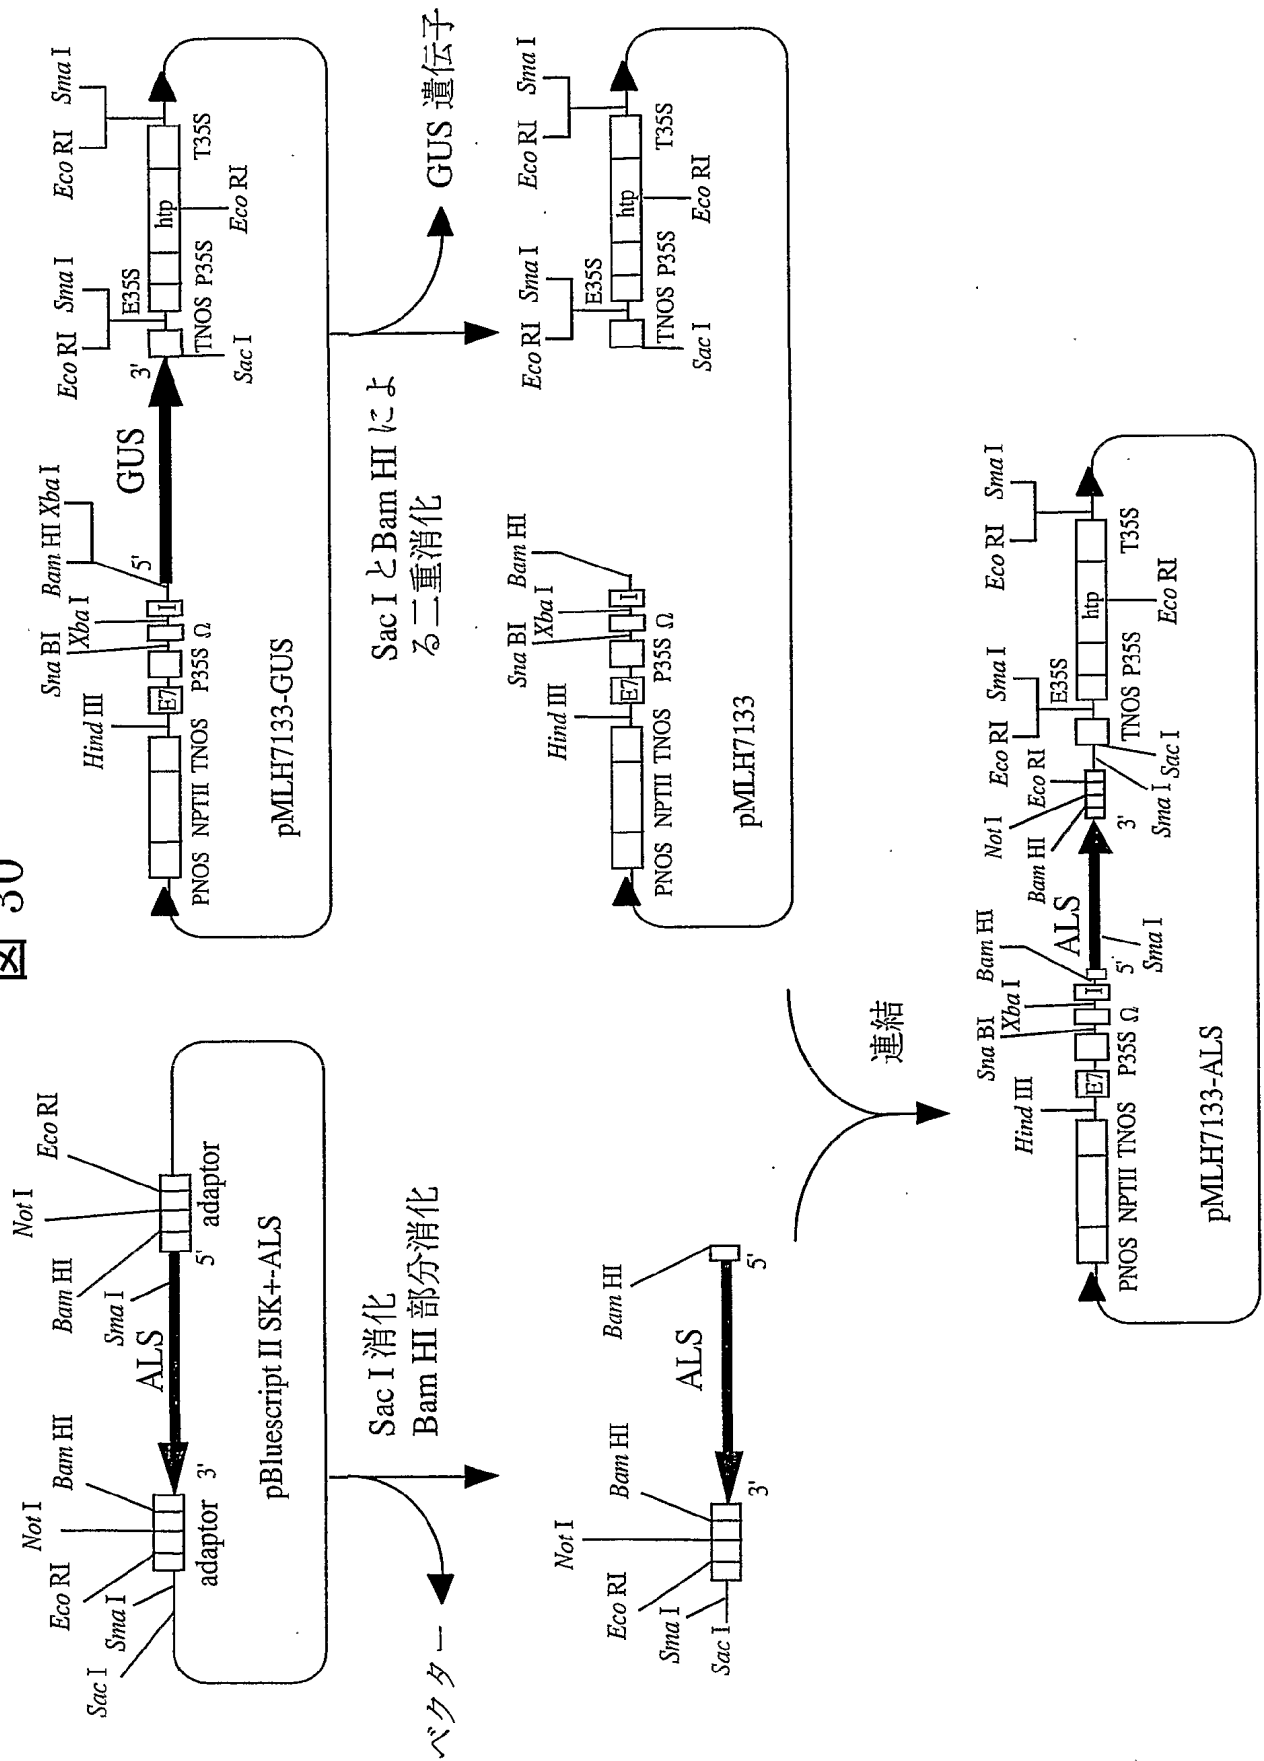 図 30
Not I
Eco RI
Bam HI
Sma I
ALS
Bam HI
Not I
Eco RI
Sma I
Sac I
adaptor
3'
5'
adaptor
pBluescript II SK+-ALS
Sac I 消化
Bam HI 部分消化
ベクター
Bam HI
ALS
Bam HI
Not I
Eco RI
Sma I
Sac I
3'
5'
Sna BI
Xba I
Bam HI
Xba I
Hind III
E7
I
5'
GUS
3'
Eco RI
Sma I
E35S
htp
Eco RI
Sma I
PNOS
NPTII
TNOS
P35S
Ω
Sac I
TNOS
P35S
Eco RI
T35S
pMLH7133-GUS
Sac I とBam HI によ
る二重消化
GUS 遺伝子
Sna BI
Xba I
Bam HI
Hind III
E7
I
Eco RI
Sma I
E35S
htp
Eco RI
Sma I
PNOS
NPTII
TNOS
P35S
Ω
Sac I
TNOS
P35S
Eco RI
T35S
pMLH7133
連結
Sna BI
Xba I
Bam HI
Hind III
E7
I
5'
ALS
Sma I
3'
Bam HI
Not I
Eco RI
Sma I
Sac I
Eco RI
Sma I
E35S
htp
Eco RI
Sma I
PNOS
NPTII
TNOS
P35S
Ω
TNOS
P35S
Eco RI
T35S
pMLH7133-ALS